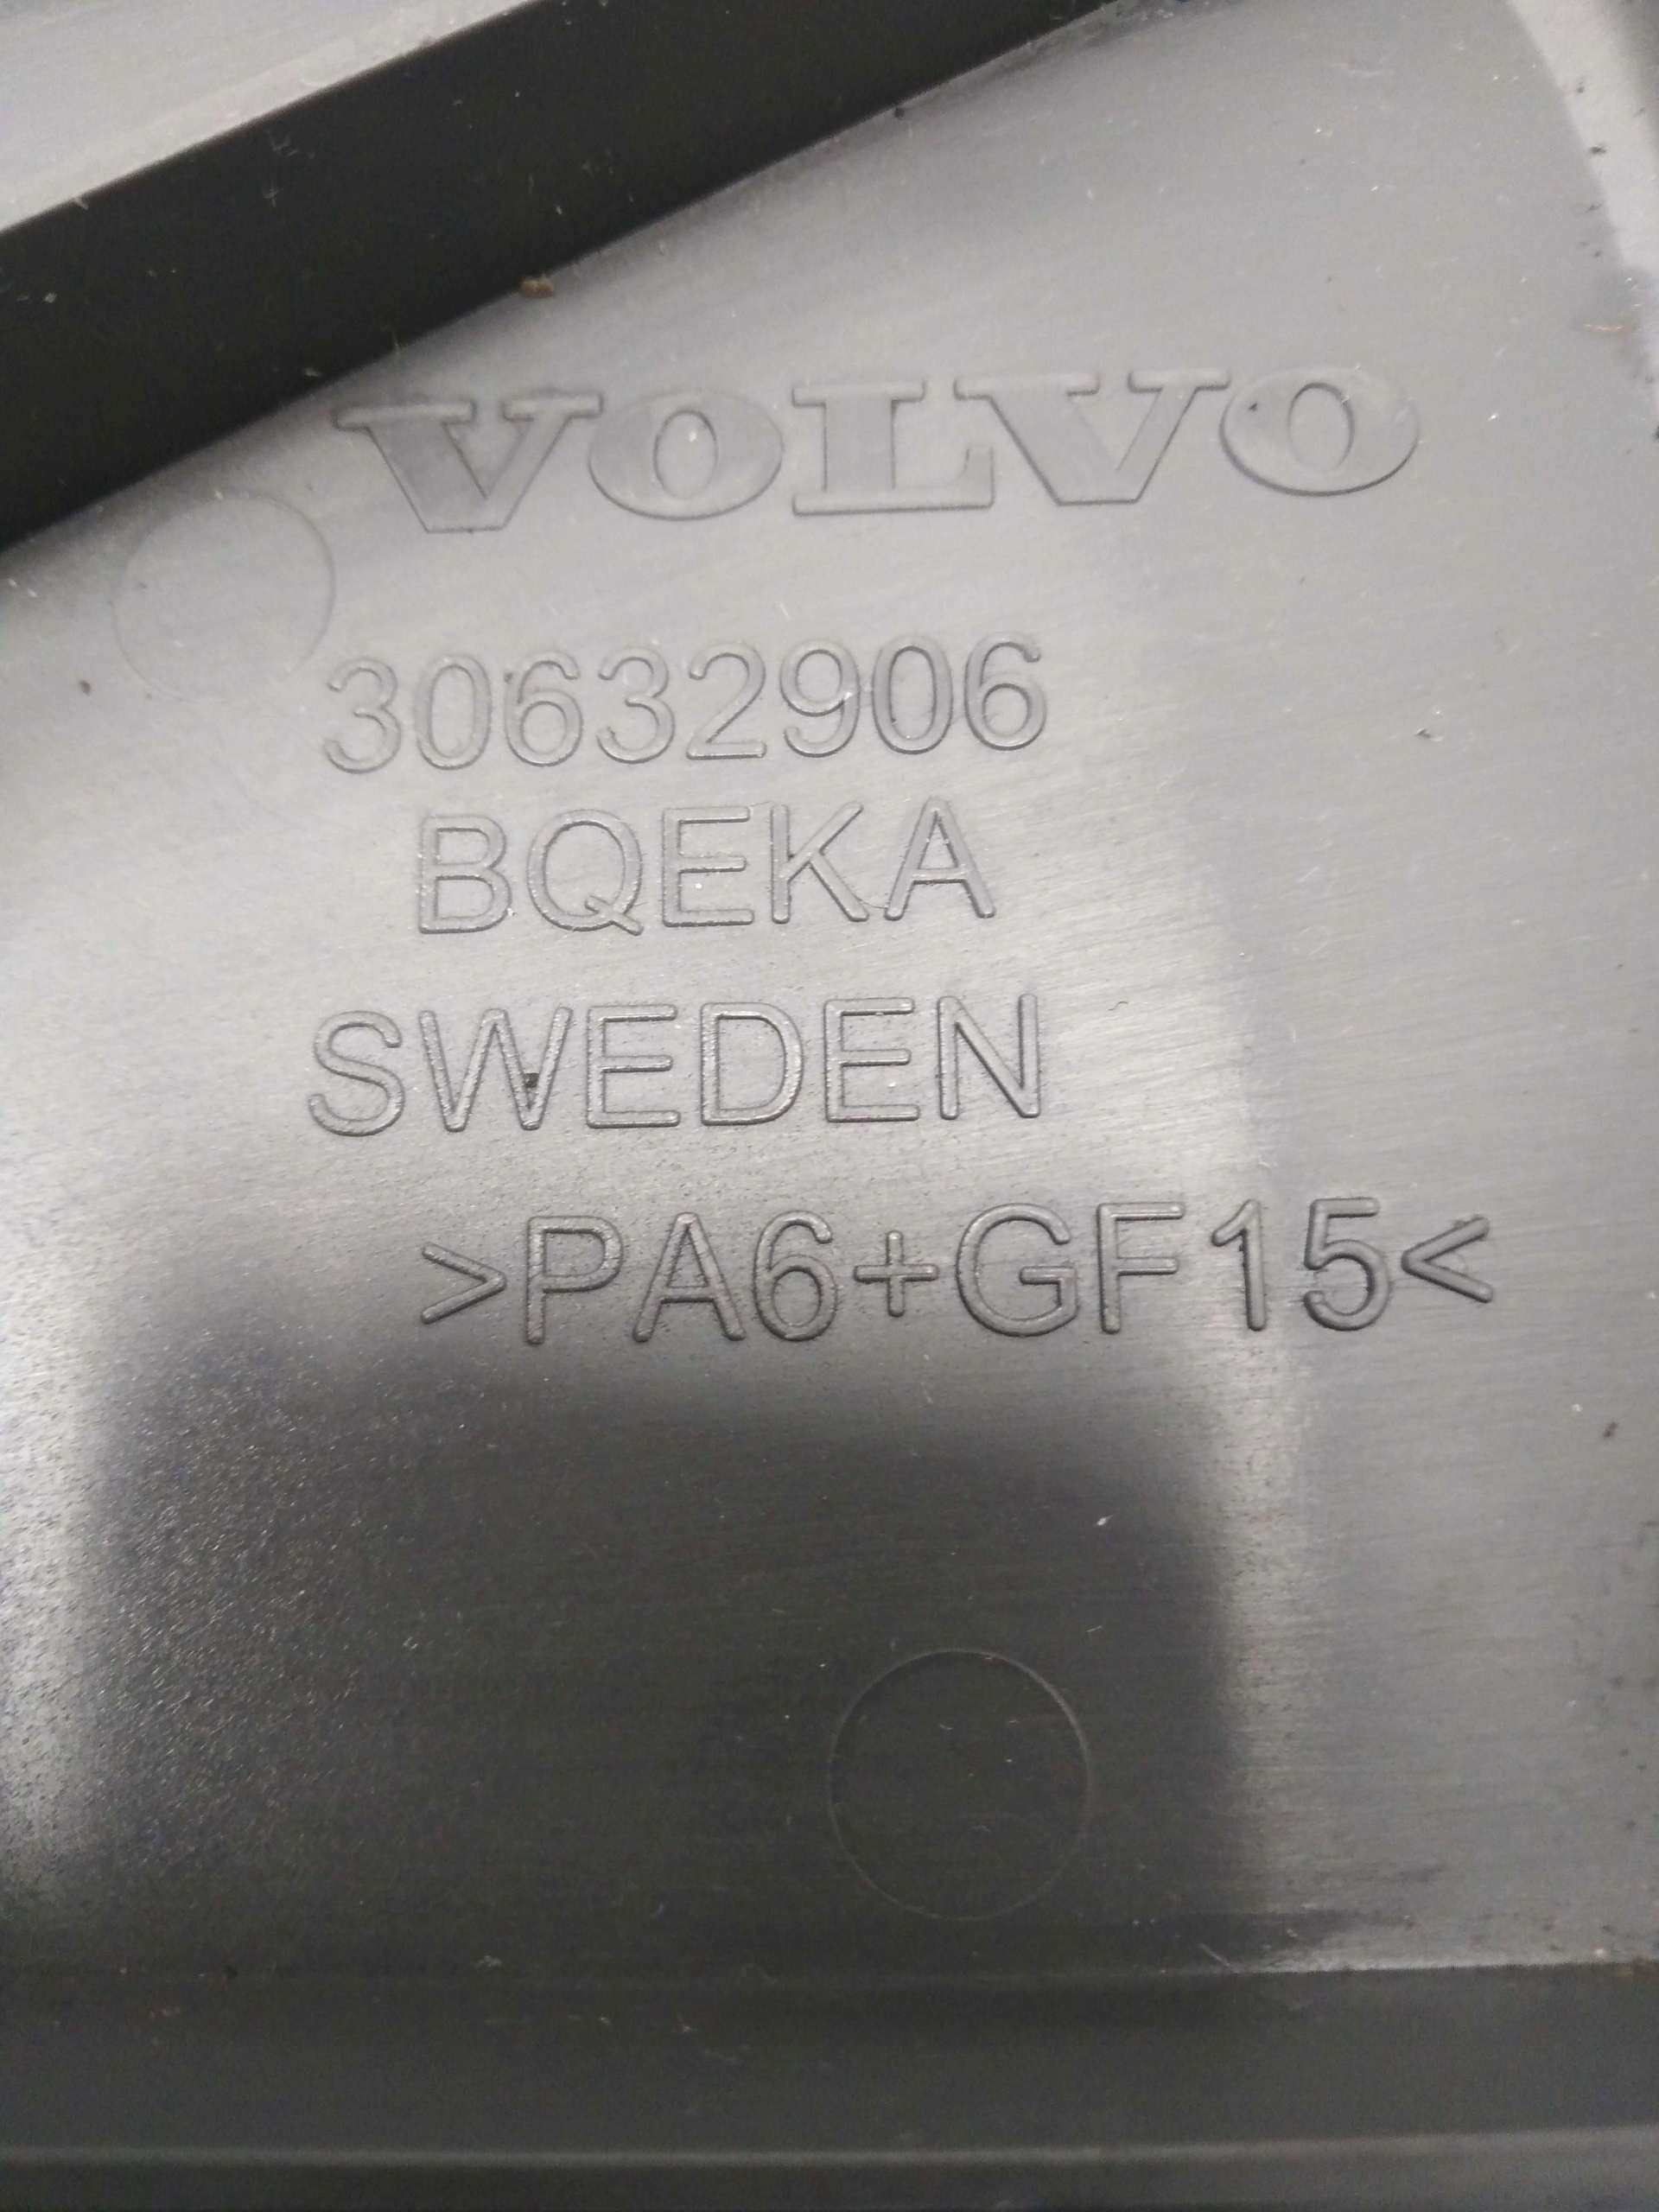 VOLVO
30632906
BQEKA
SWEDEN
>PA6+GF15<